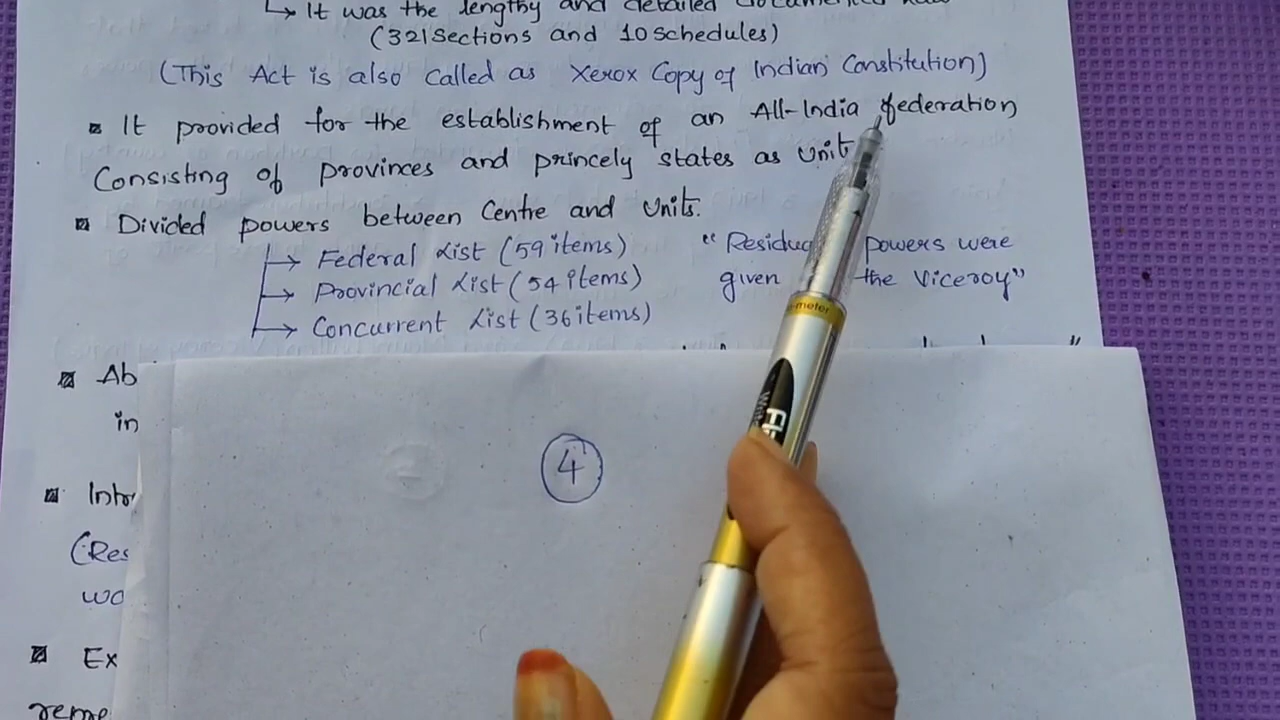 ↳ It was the lengthy and detailed
(321 Sections and 10 Schedules)
(This Act is also called as Xerox Copy of Indian Constitution)
It provided for the establishment of an All-India federation
Consisting of provinces and princely states as Unit
Divided powers between Centre and Units.
→ Federal List (59 items)
→ Provincial List (54 items)
→ Concurrent List (36 items)
"Residu powers were
given the Viceroy"
Ab
in
4
Intr
(Res
wo
Ex
repre
-meter